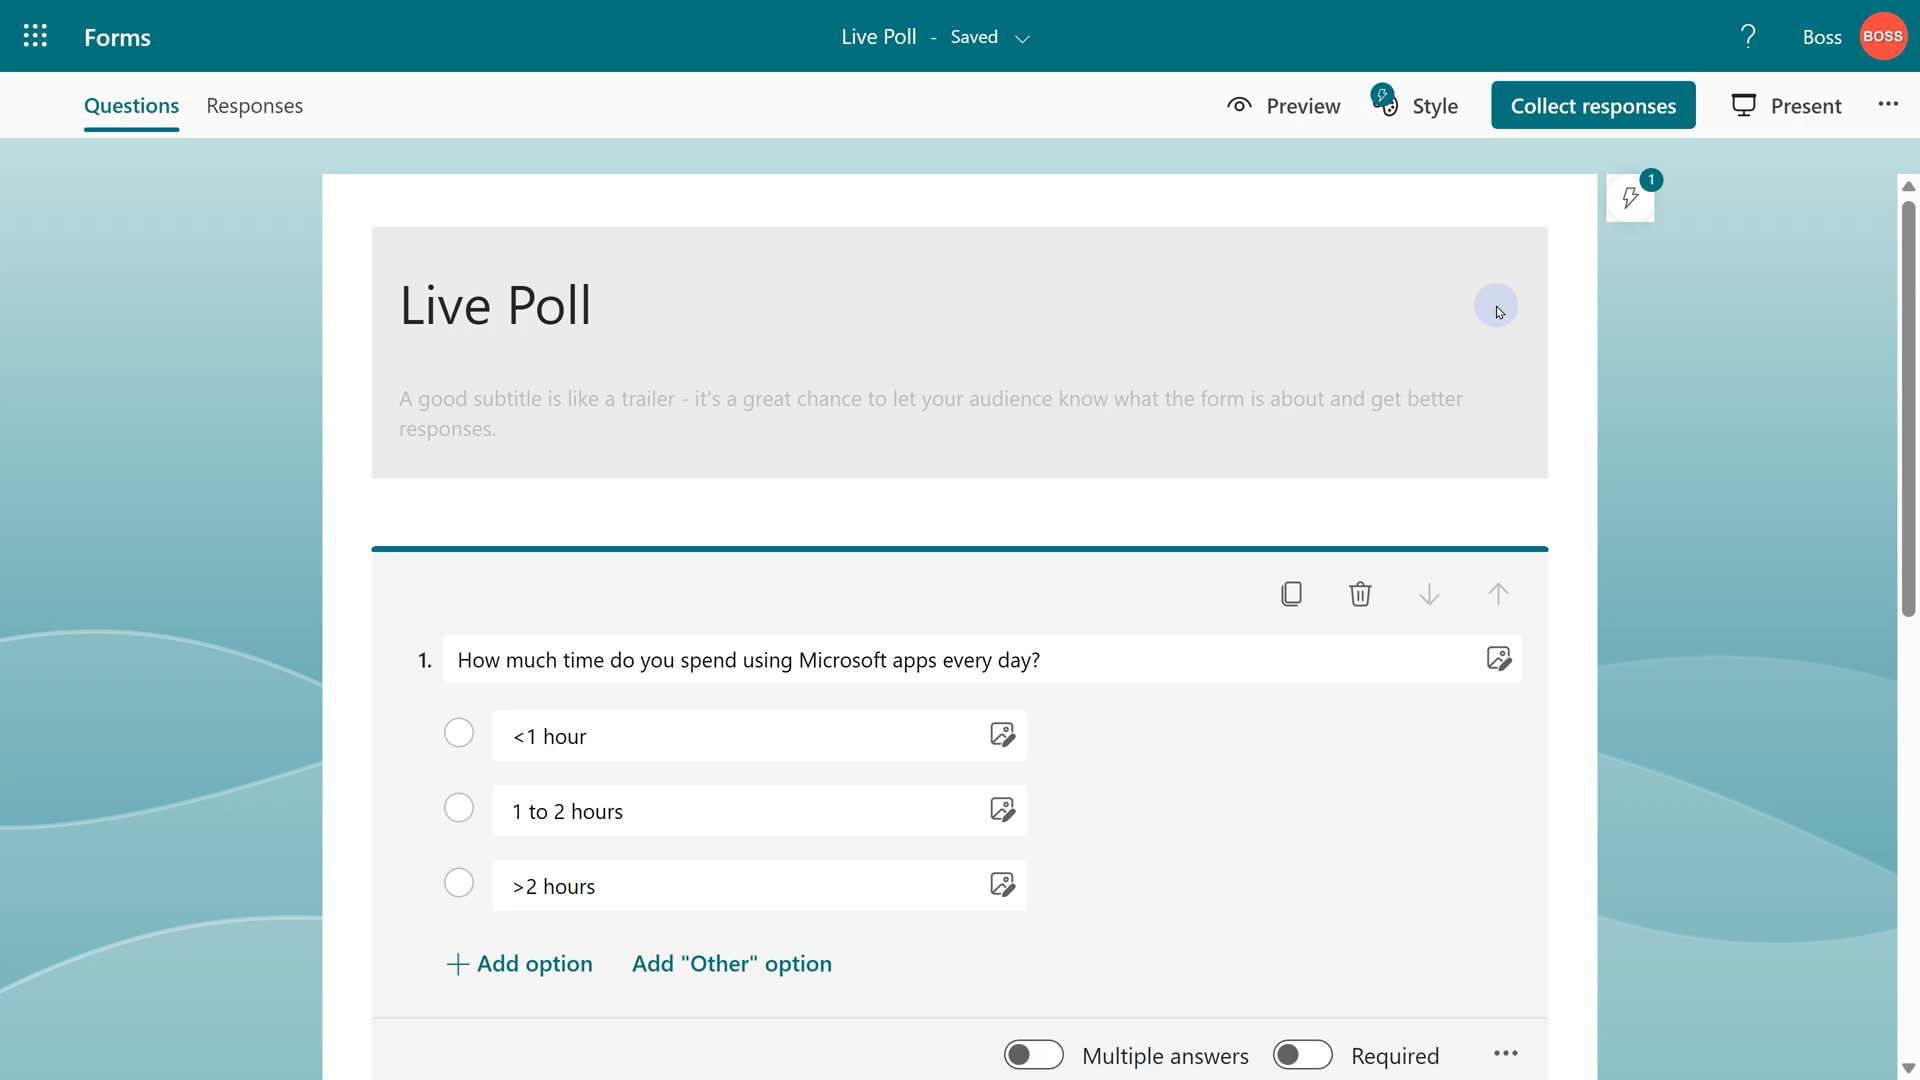 Forms
Live Poll - Saved
?
Boss
BOSS
Questions
Responses
Preview
Style
Collect responses
Present
1
Live Poll
A good subtitle is like a trailer - it's a great chance to let your audience know what the form is about and get better
responses.
1. How much time do you spend using Microsoft apps every day?
<1 hour
1 to 2 hours
>2 hours
Add option
Add "Other" option
Multiple answers
Required